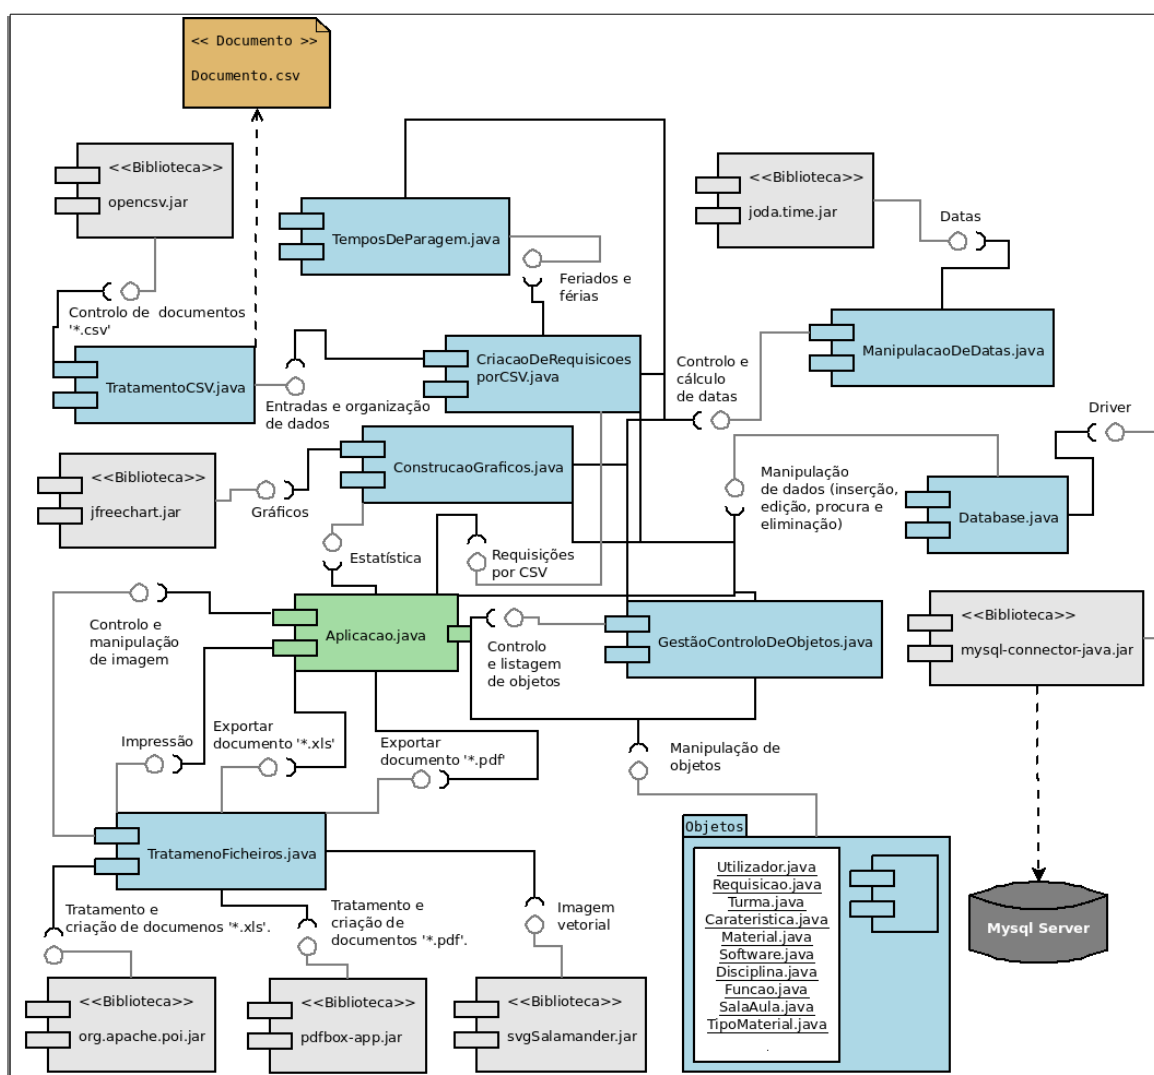 << Documento >>
Documento.csv
<<Biblioteca>>
opencsv.jar
<<Biblioteca>>
joda.time.jar
TemposDeParagem.java
Datas
Feriados e
férias
Controlo de  documentos
'*.csv'
TratamentoCSV.java
CriacaoDeRequisicoes
porCSV.java
ManipulacaoDeDatas.java
Controlo e
cálculo
de datas
Entradas e organização
de dados
Driver
<<Biblioteca>>
jfreechart.jar
Gráficos
ConstrucaoGraficos.java
Manipulação
de dados (inserção,
edição, procura e
eliminação)
Database.java
Estatística
Requisições
por CSV
Controlo e
manipulação
de imagem
Aplicacao.java
Controlo
e listagem
de objetos
GestãoControloDeObjetos.java
<<Biblioteca>>
mysql-connector-java.jar
Impressão
Exportar
documento '*.xls'
Exportar
documento '*.pdf'
Manipulação de
objetos
TratamenoFicheiros.java
Objetos
Utilizador.java
Requisicao.java
Turma.java
Carateristica.java
Material.java
Software.java
Disciplina.java
Funcao.java
SalaAula.java
TipoMaterial.java
.
Mysql Server
Tratamento e
criação de documenos '*.xls'.
Tratamento e
criação de
documentos '*.pdf'.
Imagem
vetorial
<<Biblioteca>>
org.apache.poi.jar
<<Biblioteca>>
pdfbox-app.jar
<<Biblioteca>>
svgSalamander.jar